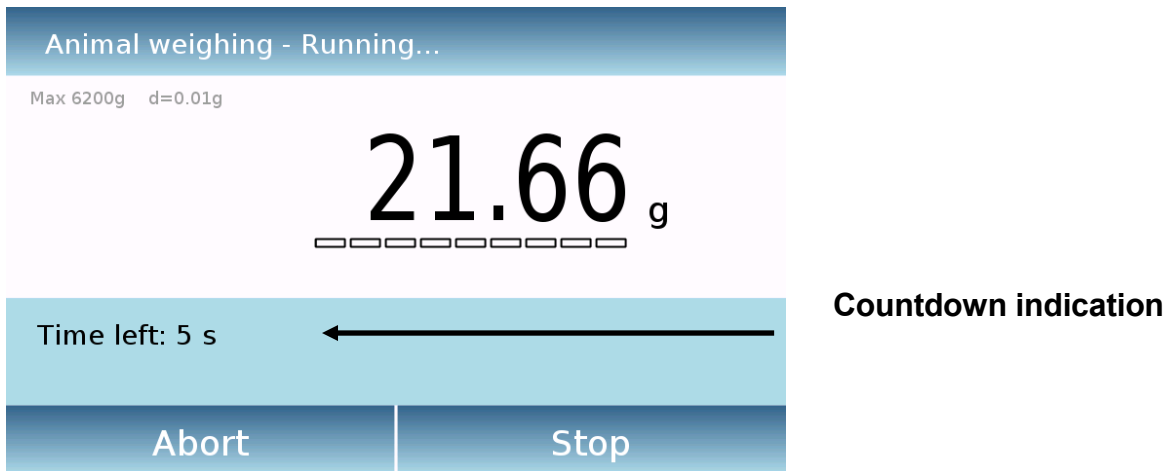 Animal weighing - Running...
Max 6200g d=0.01g
21.66 g
Countdown indication
Time left: 5 s
Abort Stop